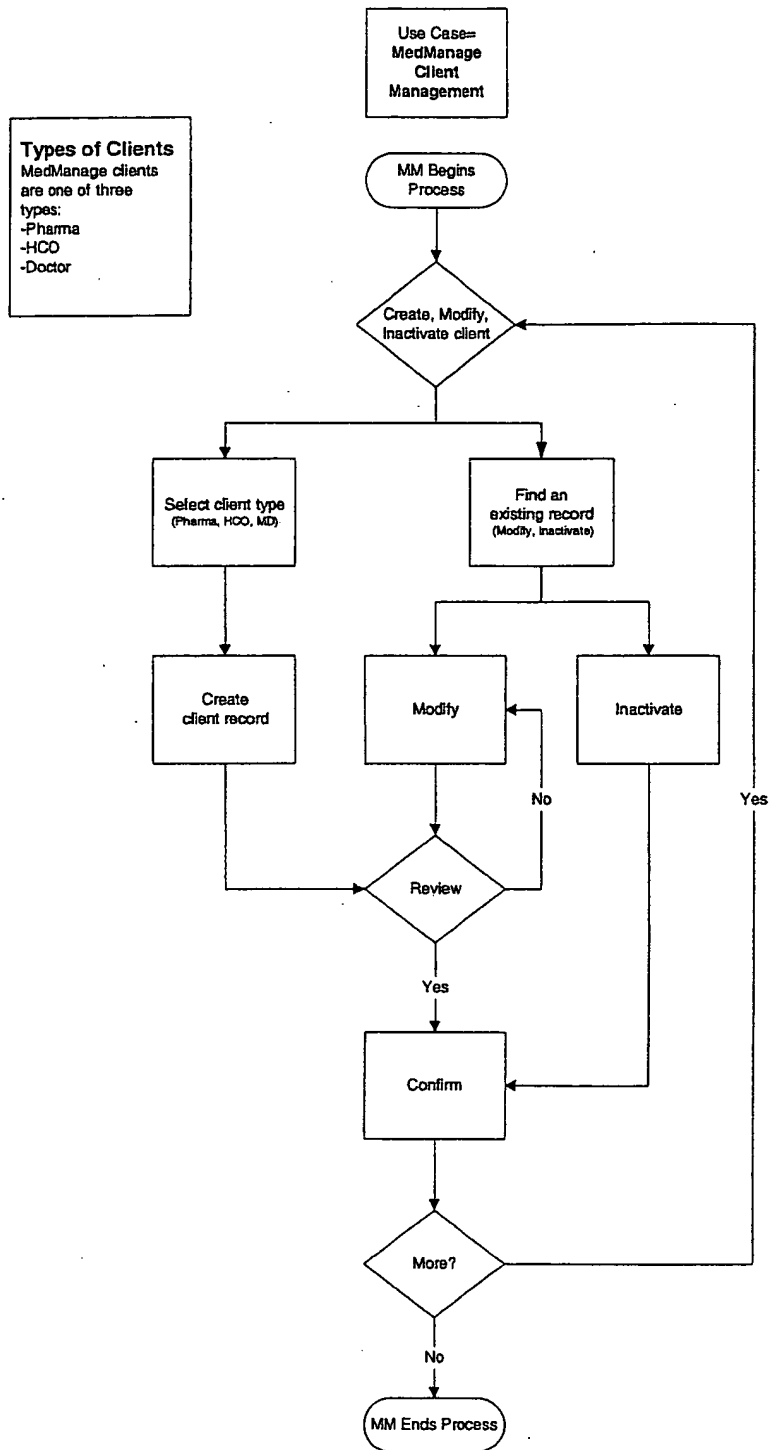 Use Case=
MedManage
Client
Management
Types of Clients
MedManage clients
are one of three
types:
-Pharma
-HCO
-Doctor
MM Begins
Process
Create, Modify,
Inactivate client
Select client type
(Pharma, HCO, MD)
Find an
existing record
(Modify, Inactivate)
Create
client record
Modify
Inactivate
No
Yes
Review
Yes
Confirm
More?
No
MM Ends Process